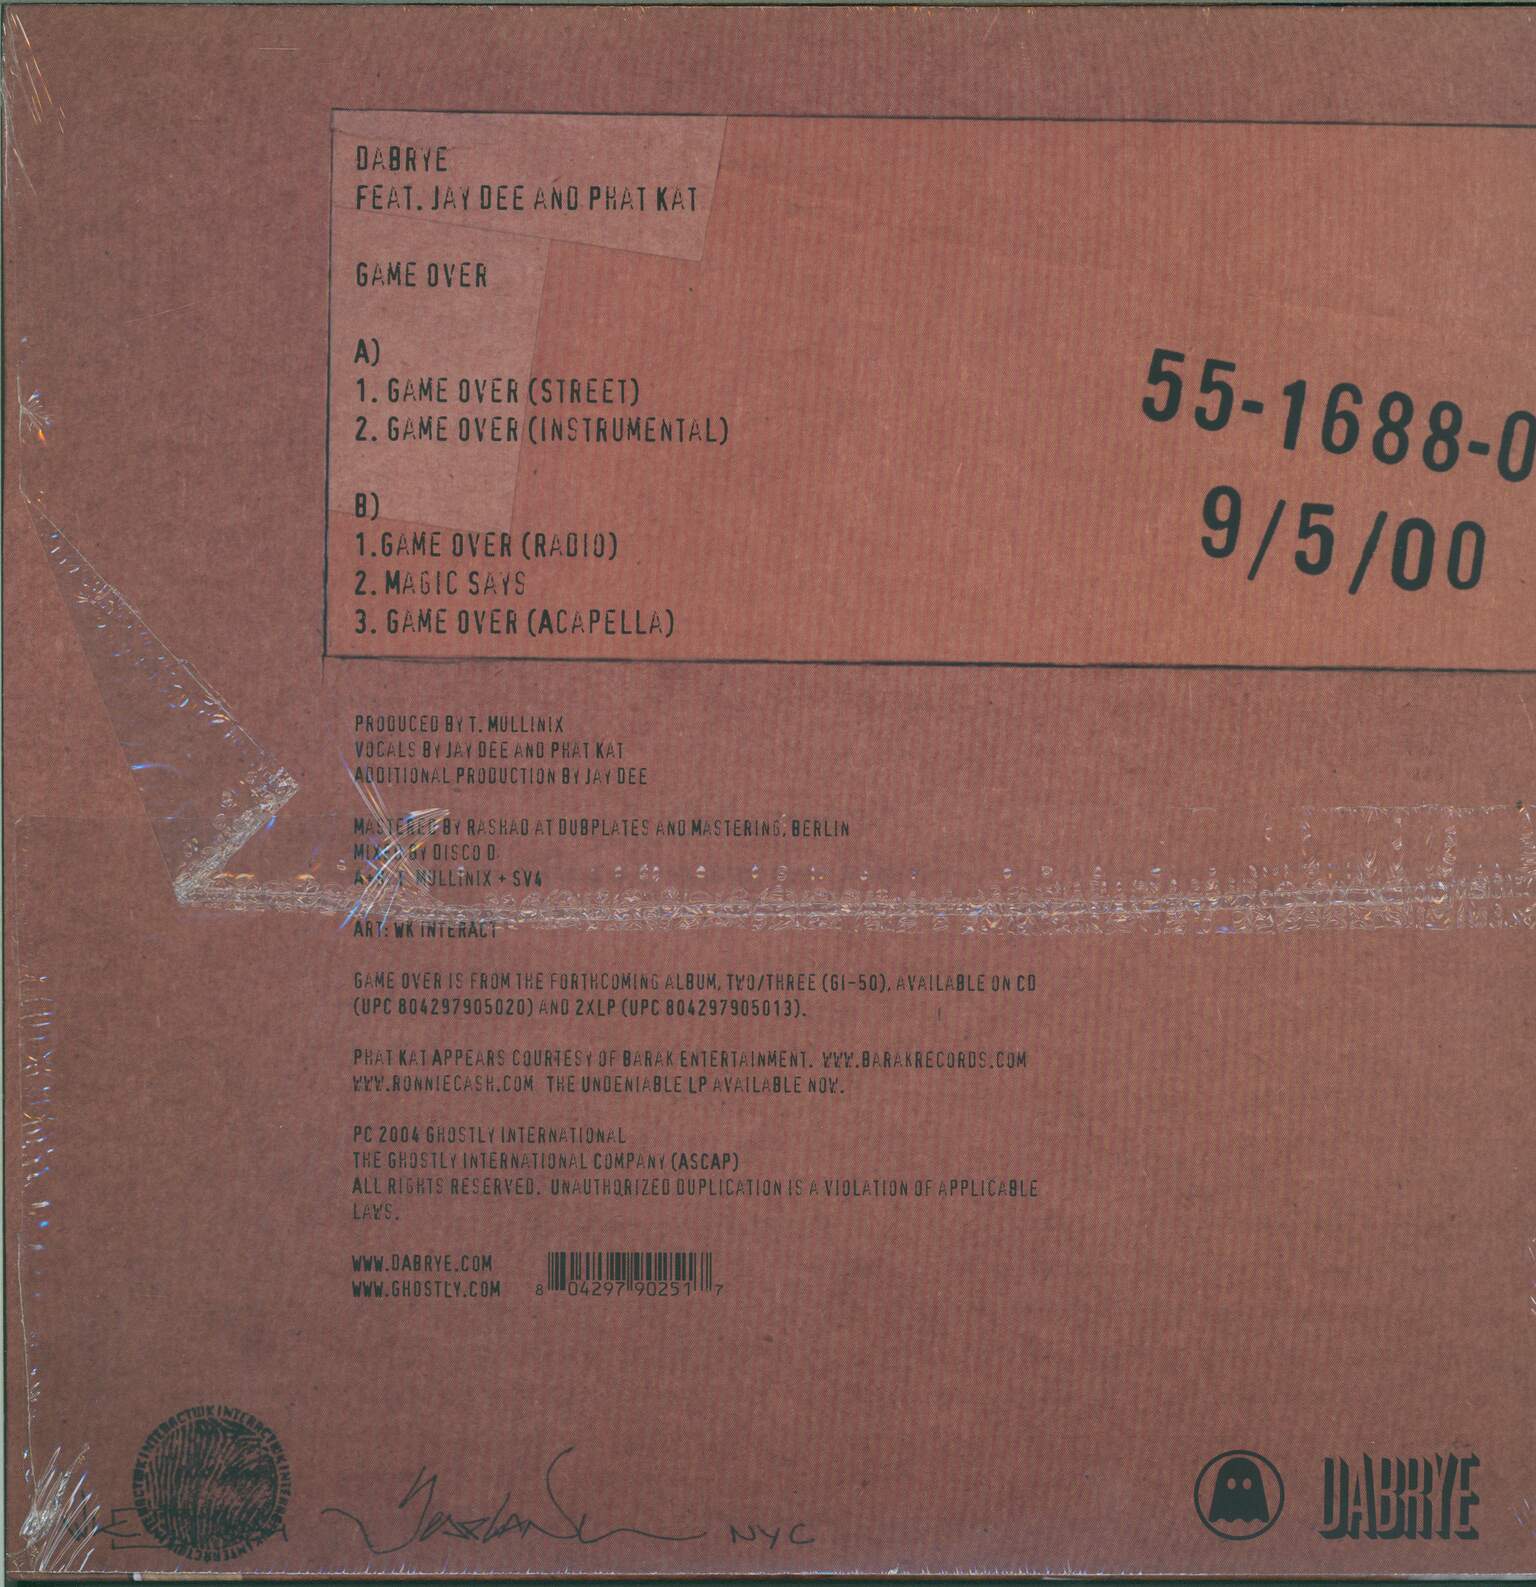 DABRYE
FEAT. JAY DEE AND PHAT KAT
GAME OVER
A)
1. GAME OVER (STREET)
2. GAME OVER (INSTRUMENTAL)
B)
1.GAME OVER (RADIO)
2. MAGIC SAYS
3. GAME OVER (ACAPELLA)
55-1688-0
9/5/00
PRODUCED BY T. MULLINIX
VOCALS BY JAY DEE AND PHAT KAT
ADDITIONAL PRODUCTION BY JAY DEE
MASTERED BY RASHAD AT DUBPLATES AND MASTERING, BERLIN
MIXED BY DISCO D
MULLINIX + SV4
ART: WK INTERACT
GAME OVER IS FROM THE FORTHCOMING ALBUM, TWO/THREE (GI-50), AVAILABLE ON CD
(UPC 804297905020) AND 2XLP (UPC 804297905013).
PHAT KAT APPEARS COURTESY OF BARAK ENTERTAINMENT. WWW.BARAKRECORDS.COM
WWW.RONNIECASH.COM THE UNDENIABLE LP AVAILABLE NOW.
PC 2004 GHOSTLY INTERNATIONAL
THE GHOSTLY INTERNATIONAL COMPANY (ASCAP)
ALL RIGHTS RESERVED. UNAUTHORIZED DUPLICATION IS A VIOLATION OF APPLICABLE
LAWS.
WWW.DABRYE.COM
WWW.GHOSTLY.COM
8 04297 90251 7
WK INTERACT WK INTERACT
NYC
DABRYE